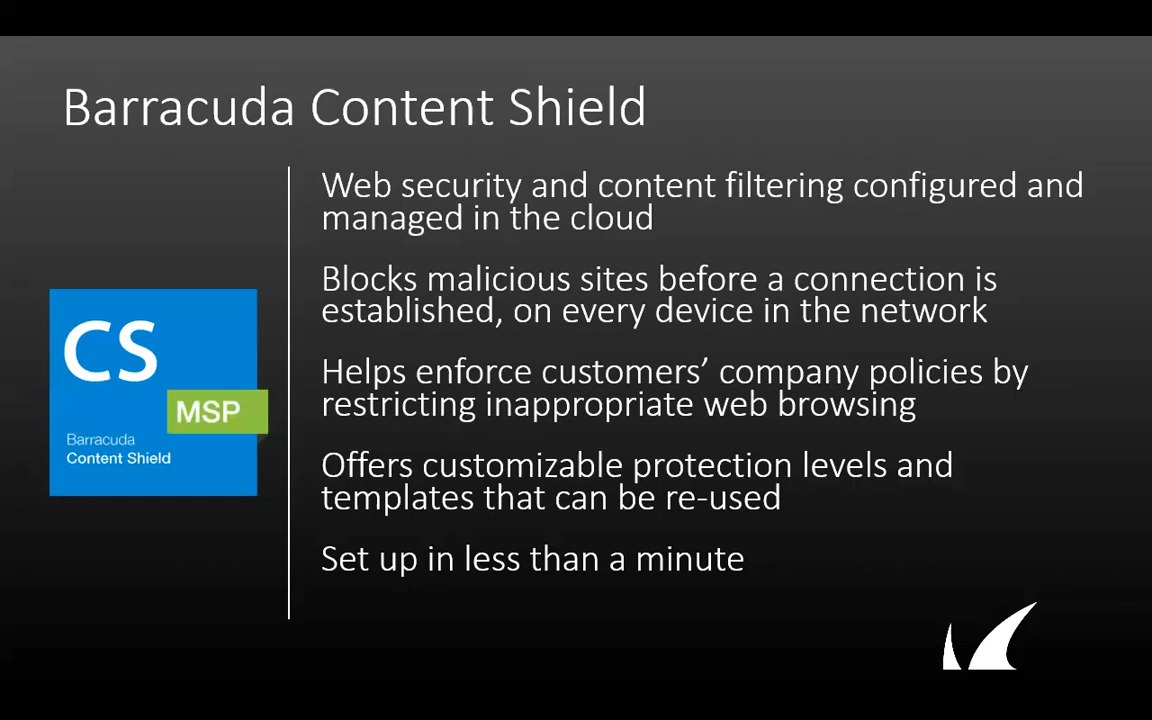 Barracuda Content Shield
Web security and content filtering configured and
managed in the cloud
Blocks malicious sites before a connection is
established, on every device in the network
Helps enforce customers’ company policies by
restricting inappropriate web browsing
Offers customizable protection levels and
templates that can be re-used
Set up in less than a minute
CS
MSP
Barracuda
Content Shield